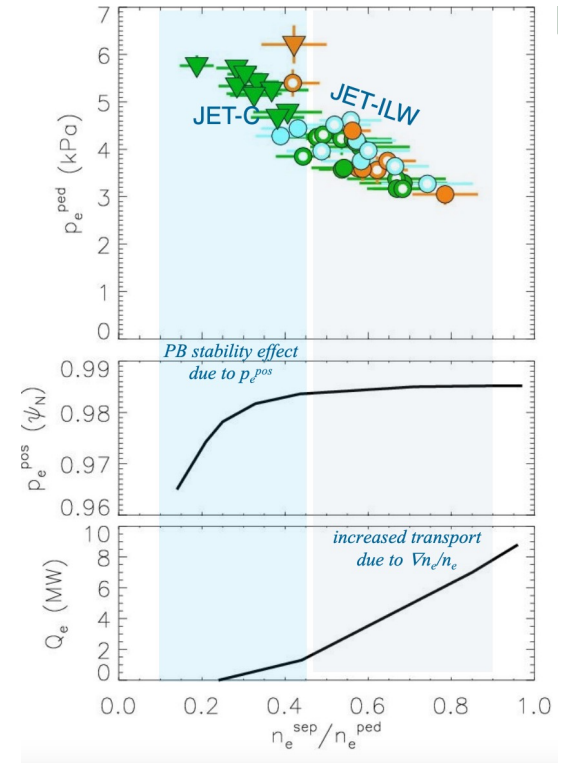 7
6
5
4
3
2
1
0
p_e^ped (kPa)
JET-C
JET-ILW
PB stability effect
due to p_e^pos
0.99
0.98
0.97
0.96
p_e^pos (ψ_N)
increased transport
due to ∇n_e/n_e
10
8
6
4
2
0
Q_e (MW)
0.0 0.2 0.4 0.6 0.8 1.0
n_e^sep/n_e^ped